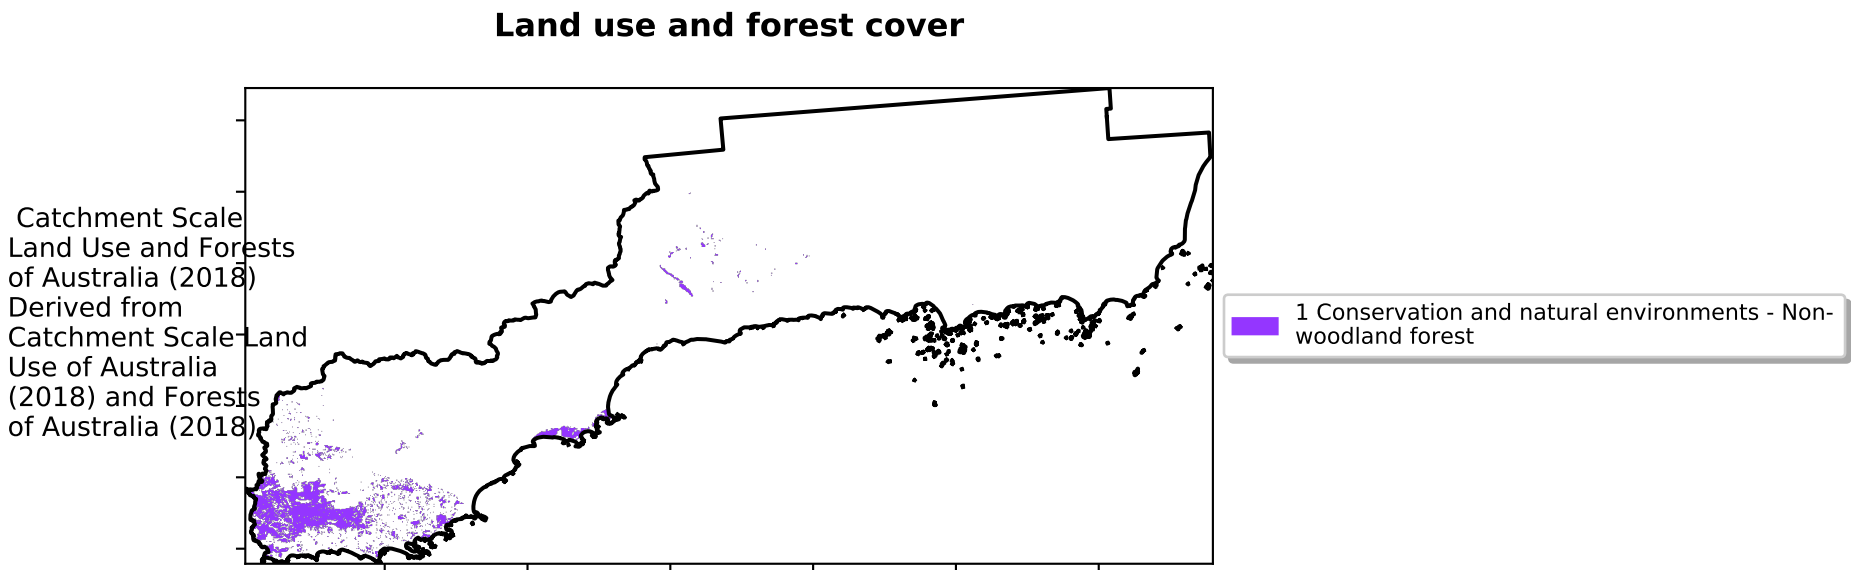 Land use and forest cover
Catchment Scale
Land Use and Forests
of Australia (2018)
Derived from
Catchment Scale Land
Use of Australia
(2018) and Forests
of Australia (2018)
1 Conservation and natural environments - Non-
woodland forest